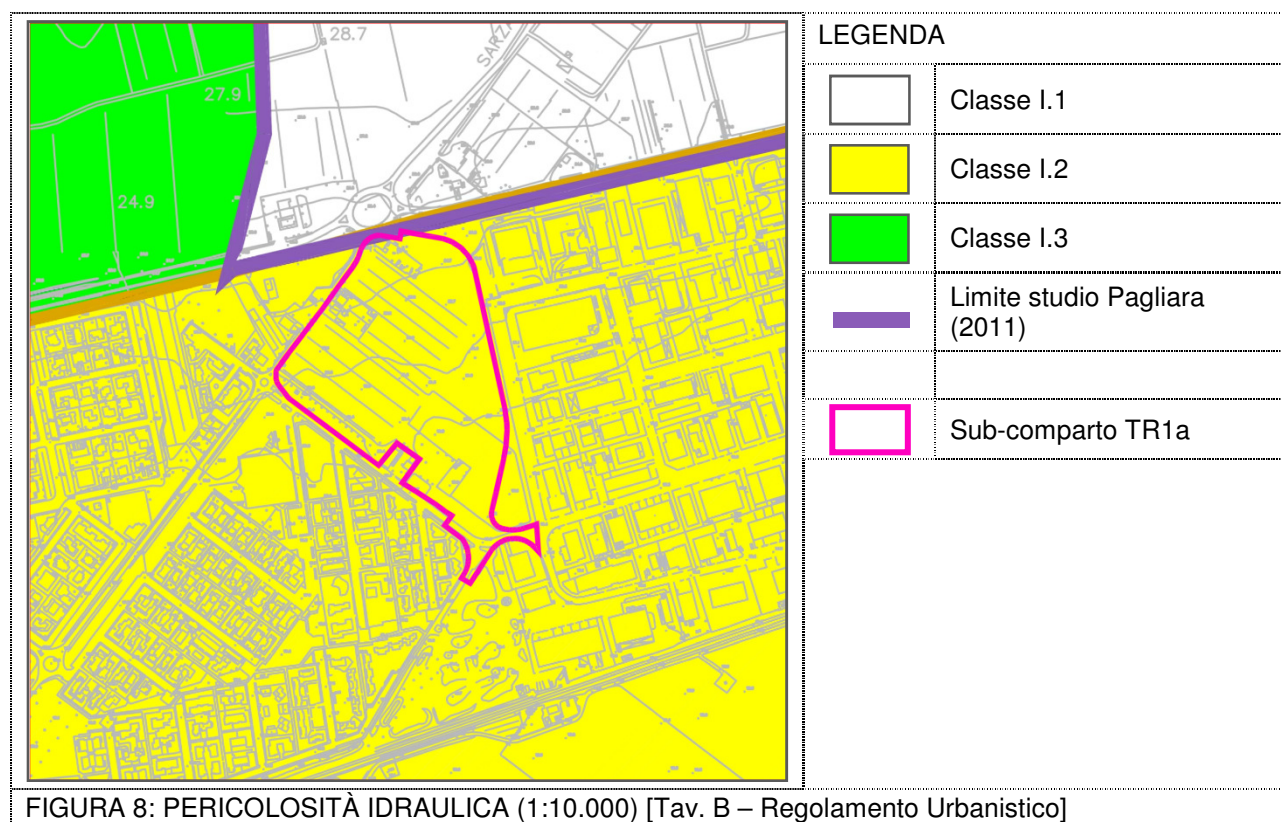 28.7
SARZA
27.9
24.9
LEGENDA
Classe I.1
Classe I.2
Classe I.3
Limite studio Pagliara
(2011)
Sub-comparto TR1a
FIGURA 8: PERICOLOSITÀ IDRAULICA (1:10.000) [Tav. B – Regolamento Urbanistico]